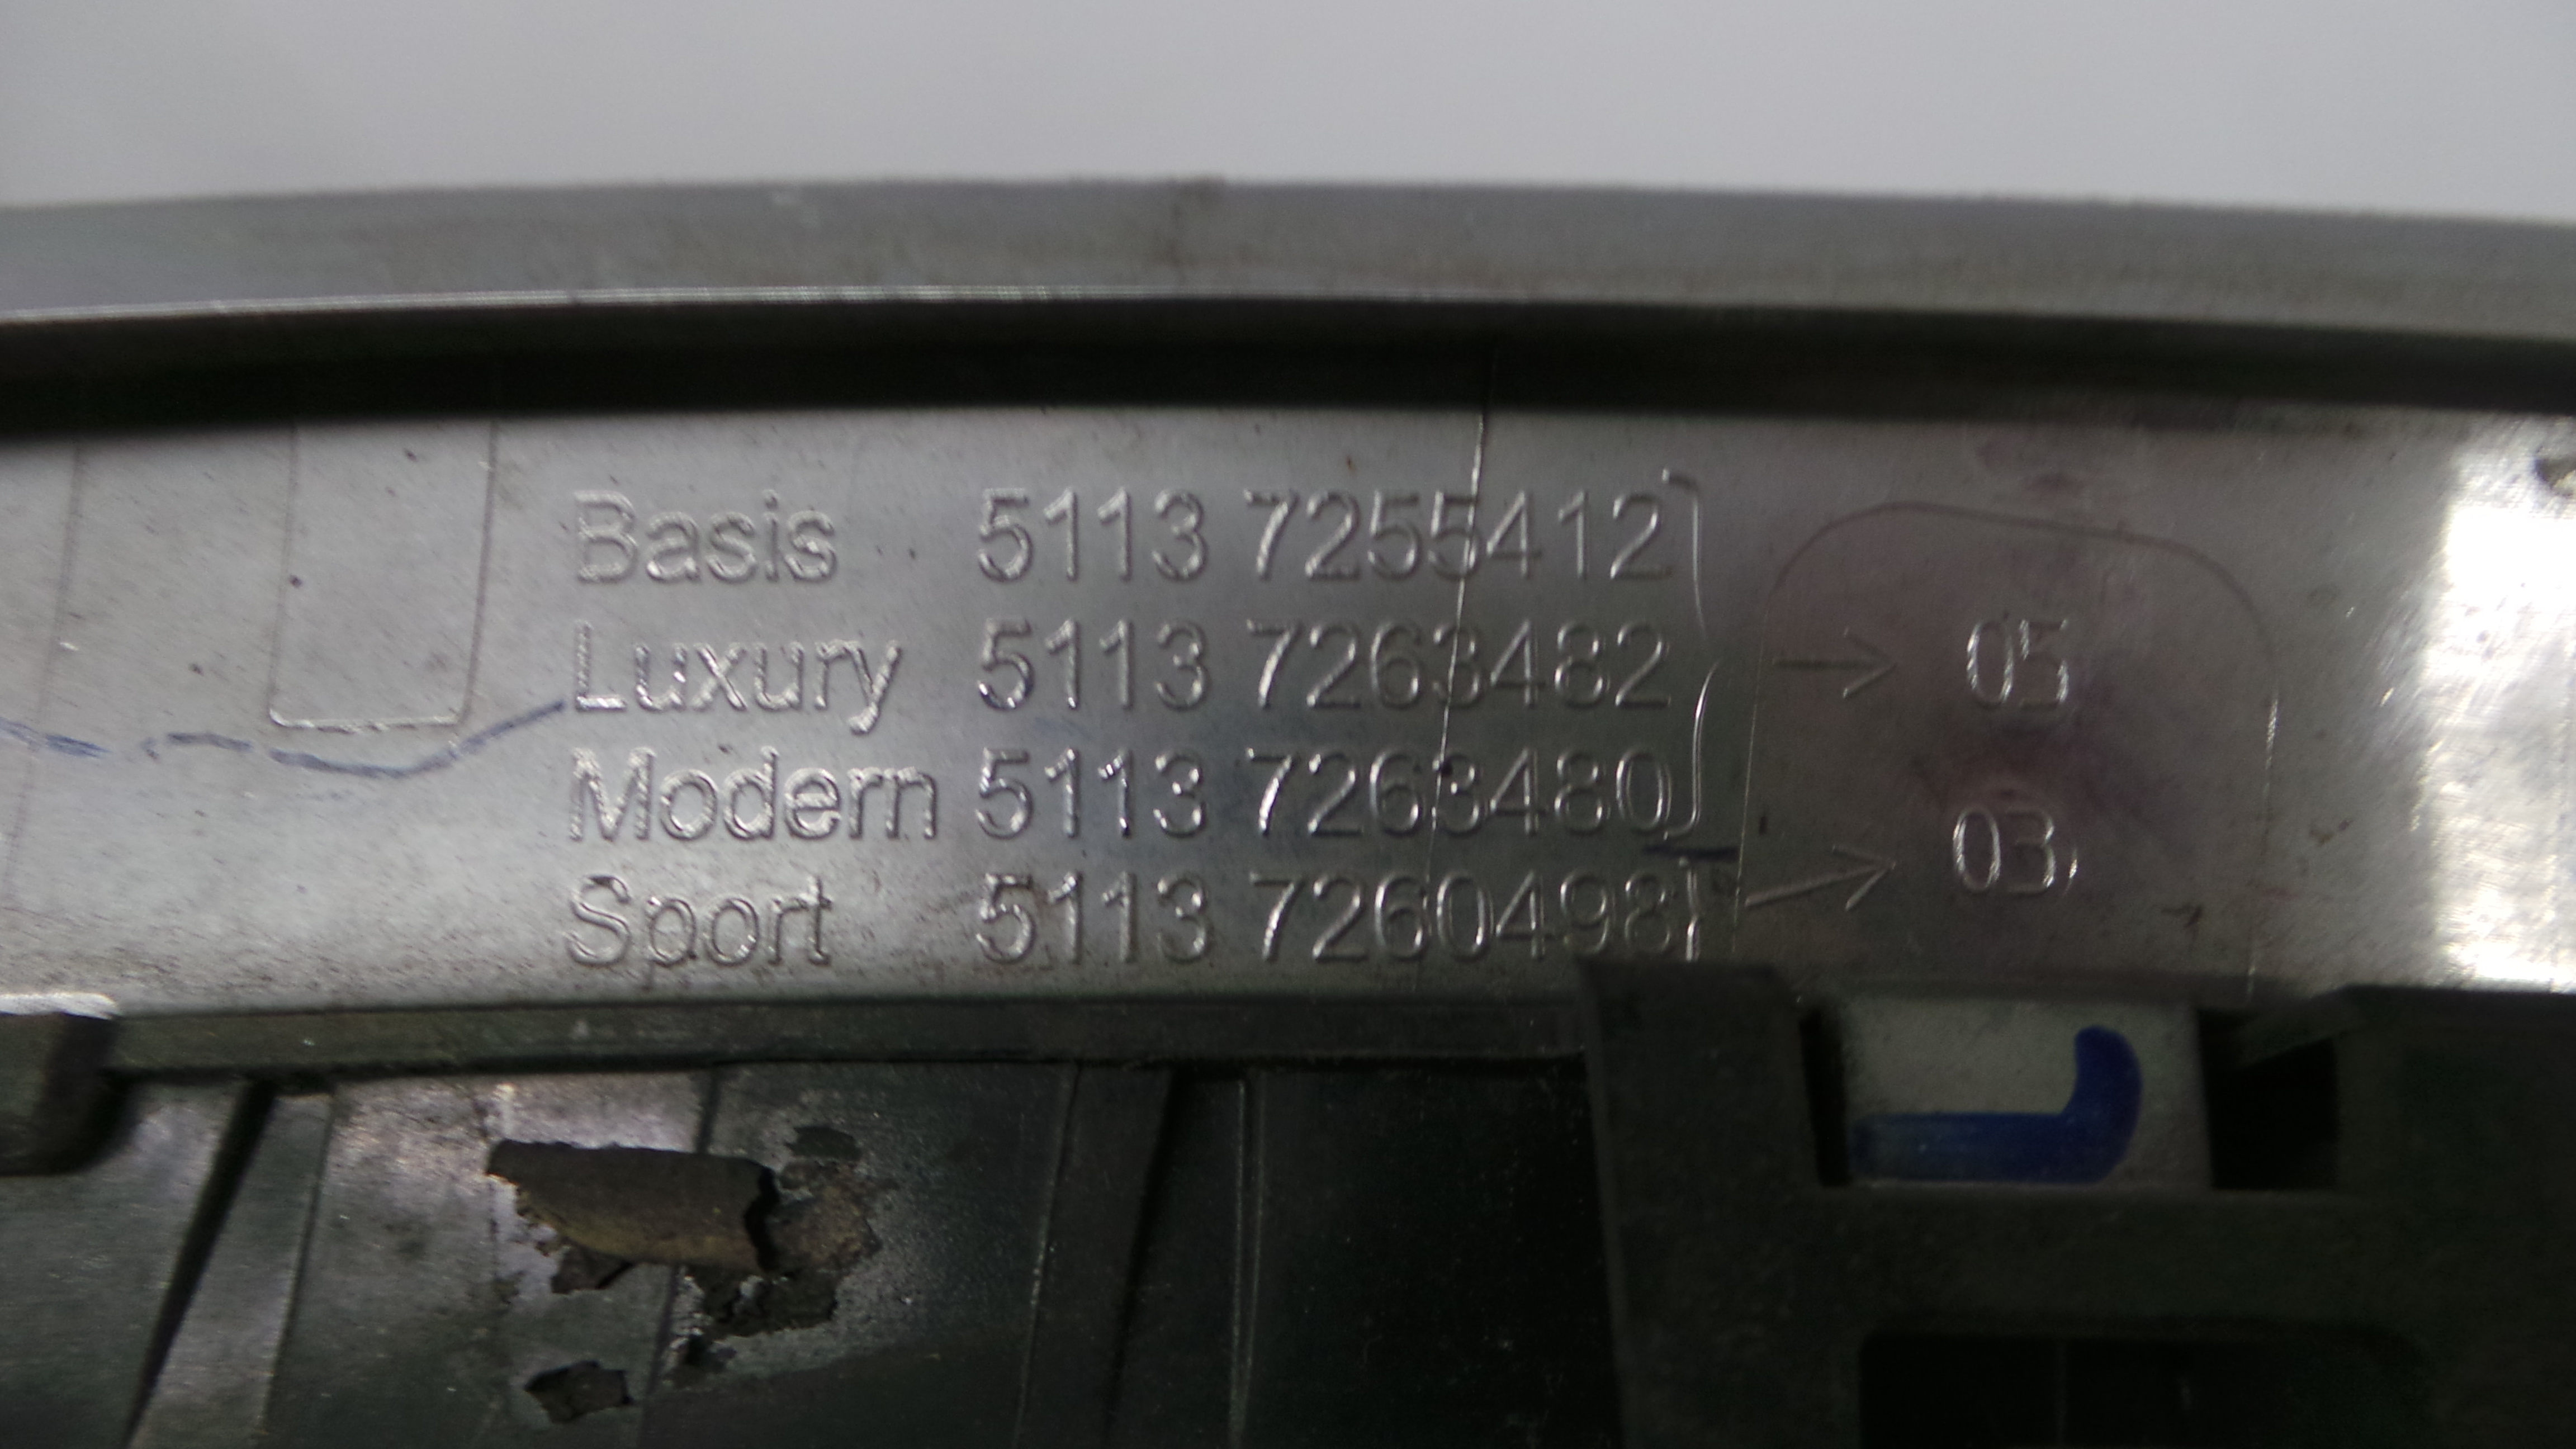 Basis 5113 7255412
Luxury 5113 7263482 → 05
Modern 5113 7263480
Sport 5113 7260498 → 03